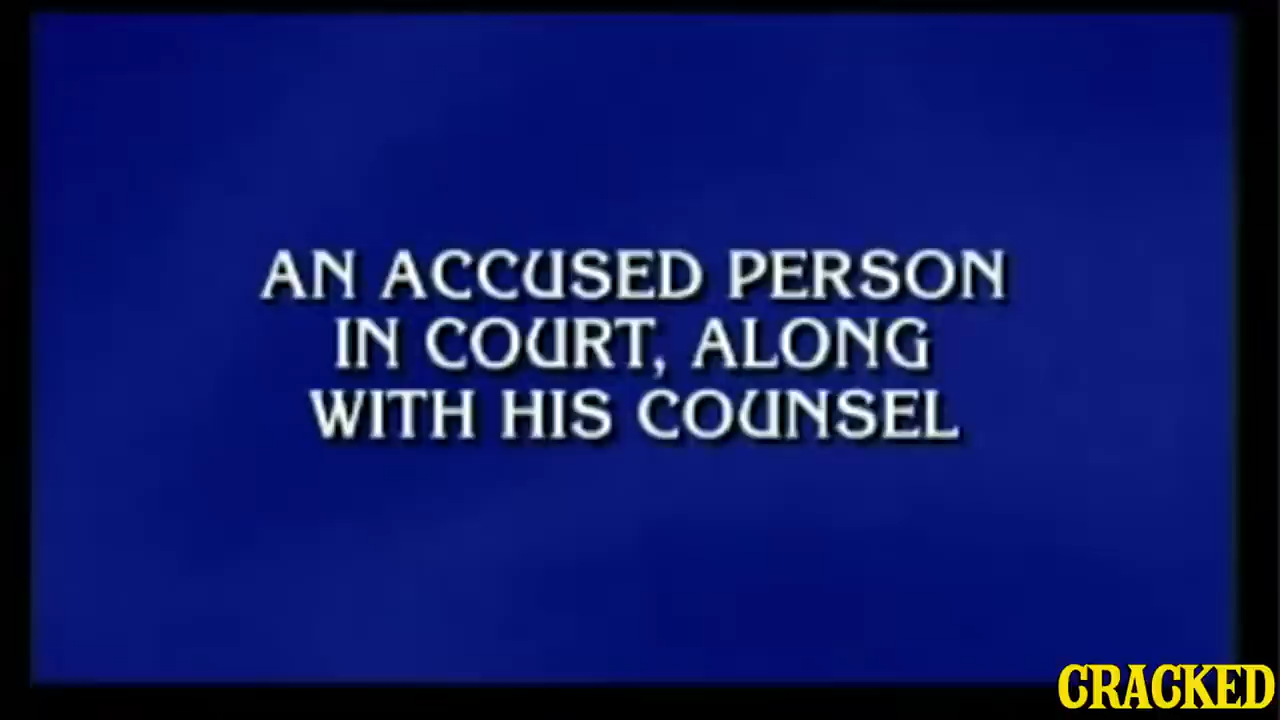 AN ACCUSED PERSON
IN COURT, ALONG
WITH HIS COUNSEL
CRACKED